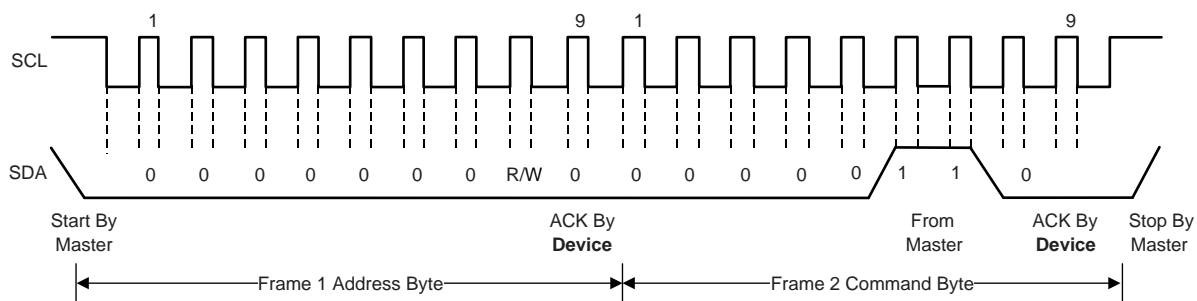 1 9 1 9
SCL
SDA 0 0 0 0 0 0 0 R/W 0 0 0 0 0 0 1 1 0
Start By
Master
ACK By
Device
From
Master
ACK By
Device
Stop By
Master
Frame 1 Address Byte
Frame 2 Command Byte